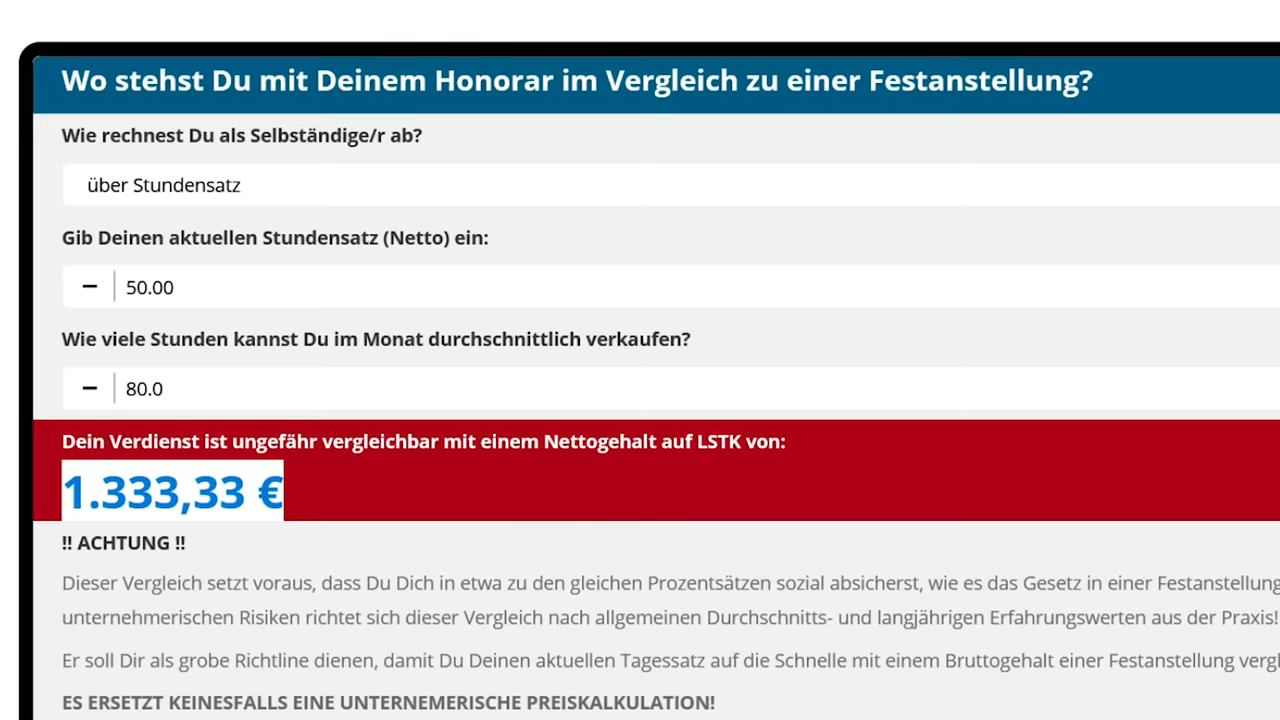 Wo stehst Du mit Deinem Honorar im Vergleich zu einer Festanstellung?
Wie rechnest Du als Selbständige/r ab?
über Stundensatz
Gib Deinen aktuellen Stundensatz (Netto) ein:
− 50.00
Wie viele Stunden kannst Du im Monat durchschnittlich verkaufen?
− 80.0
Dein Verdienst ist ungefähr vergleichbar mit einem Nettogehalt auf LSTK von:
1.333,33 €
!! ACHTUNG !!
Dieser Vergleich setzt voraus, dass Du Dich in etwa zu den gleichen Prozentsätzen sozial absicherst, wie es das Gesetz in einer Festanstellung
unternehmerischen Risiken richtet sich dieser Vergleich nach allgemeinen Durchschnitts- und langjährigen Erfahrungswerten aus der Praxis!
Er soll Dir als grobe Richtline dienen, damit Du Deinen aktuellen Tagessatz auf die Schnelle mit einem Bruttogehalt einer Festanstellung vergl
ES ERSETZT KEINESFALLS EINE UNTERNEMERISCHE PREISKALKULATION!